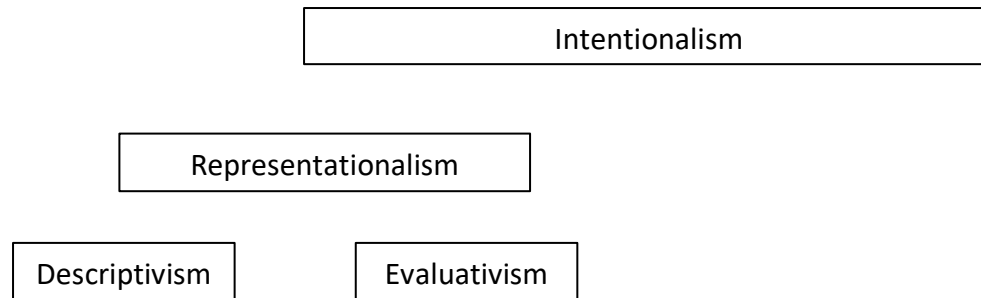 Intentionalism
Representationalism
Descriptivism
Evaluativism